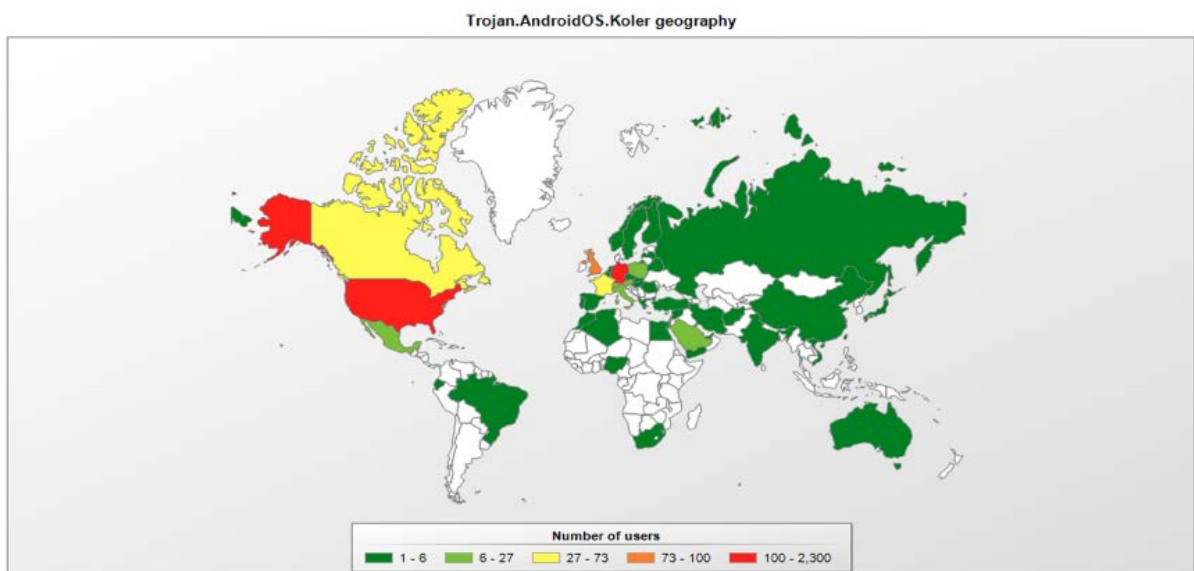 Trojan.AndroidOS.Koler geography
Number of users
1 - 6 6 - 27 27 - 73 73 - 100 100 - 2,300